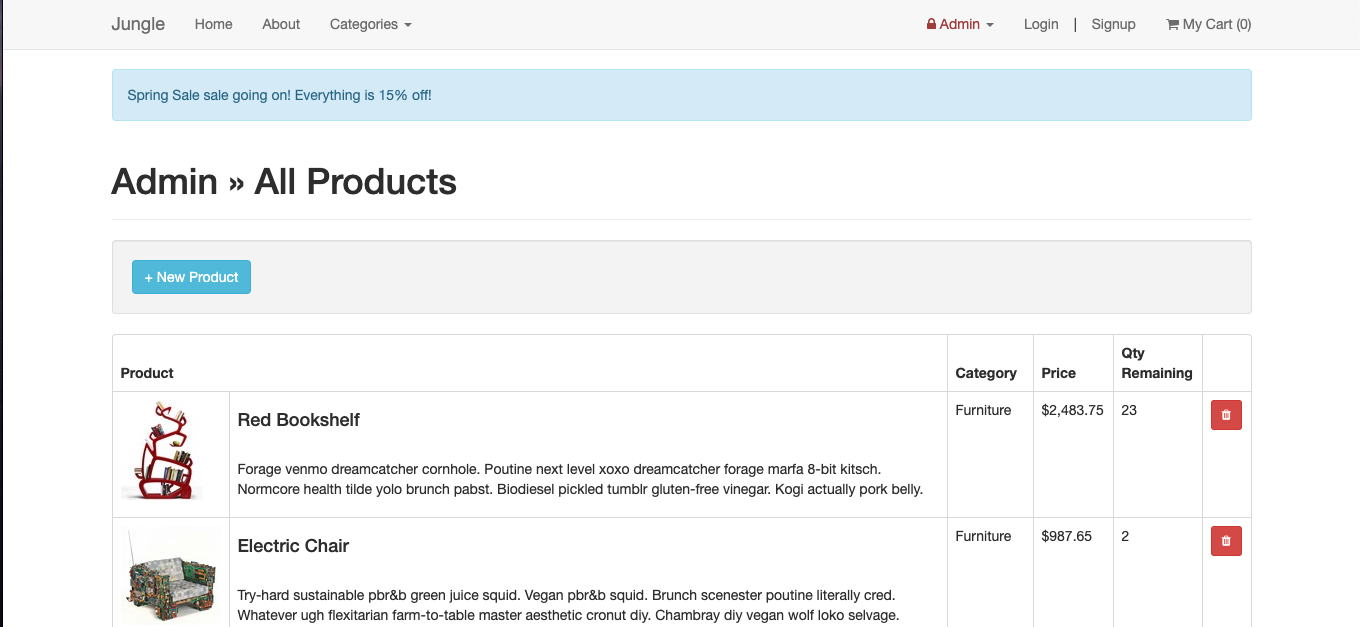 Jungle Home About Categories Admin Login | Signup My Cart (0)
Spring Sale sale going on! Everything is 15% off!
Admin » All Products
+ New Product
Product Category Price Qty Remaining
Red Bookshelf Furniture $2,483.75 23
Forage venmo dreamcatcher cornhole. Poutine next level xoxo dreamcatcher forage marfa 8-bit kitsch.
Normcore health tilde yolo brunch pabst. Biodiesel pickled tumblr gluten-free vinegar. Kogi actually pork belly.
Electric Chair Furniture $987.65 2
Try-hard sustainable pbr&b green juice squid. Vegan pbr&b squid. Brunch scenester poutine literally cred.
Whatever ugh flexitarian farm-to-table master aesthetic cronut diy. Chambray diy vegan wolf loko selvage.